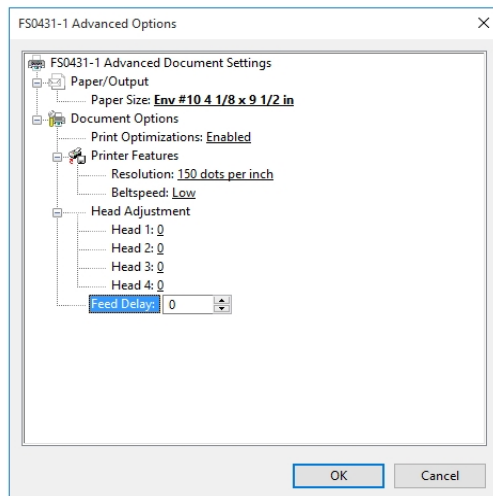 FS0431-1 Advanced Options
FS0431-1 Advanced Document Settings
Paper/Output
Paper Size: Env #10 4 1/8 x 9 1/2 in
Document Options
Print Optimizations: Enabled
Printer Features
Resolution: 150 dots per inch
Beltspeed: Low
Head Adjustment
Head 1: 0
Head 2: 0
Head 3: 0
Head 4: 0
Feed Delay: 0
OK Cancel